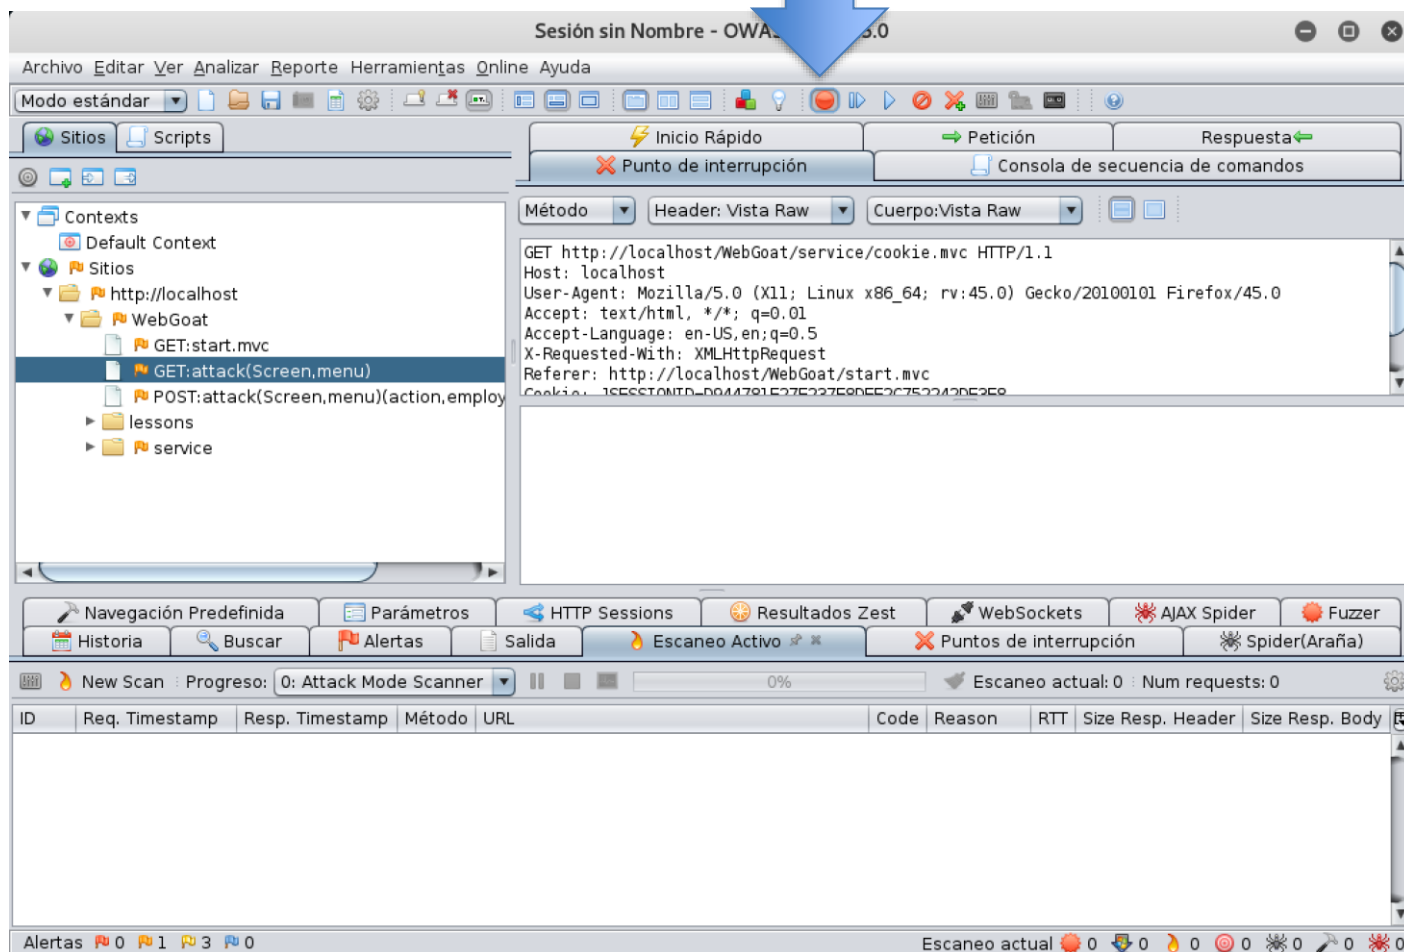 Sesión sin Nombre - OWAS 5.0
Archivo Editar Ver Analizar Reporte Herramientas Online Ayuda
Modo estándar
Sitios Scripts
Inicio Rápido Petición Respuesta
Punto de interrupción Consola de secuencia de comandos
Método Header: Vista Raw Cuerpo:Vista Raw
Contexts
Default Context
Sitios
http://localhost
WebGoat
GET:start.mvc
GET:attack(Screen,menu)
POST:attack(Screen,menu)(action,employ
lessons
service
GET http://localhost/WebGoat/service/cookie.mvc HTTP/1.1
Host: localhost
User-Agent: Mozilla/5.0 (X11; Linux x86_64; rv:45.0) Gecko/20100101 Firefox/45.0
Accept: text/html, */*; q=0.01
Accept-Language: en-US,en;q=0.5
X-Requested-With: XMLHttpRequest
Referer: http://localhost/WebGoat/start.mvc
Cookie:
Navegación Predefinida Parámetros HTTP Sessions Resultados Zest WebSockets AJAX Spider Fuzzer
Historia Buscar Alertas Salida Escaneo Activo Puntos de interrupción Spider(Araña)
New Scan Progreso: 0: Attack Mode Scanner 0% Escaneo actual: 0 Num requests: 0
ID Req. Timestamp Resp. Timestamp Método URL Code Reason RTT Size Resp. Header Size Resp. Body
Alertas 0 1 3 0 Escaneo actual 0 0 0 0 0 0 0